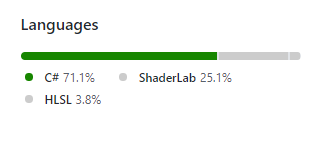 Languages
C# 71.1% ShaderLab 25.1%
HLSL 3.8%